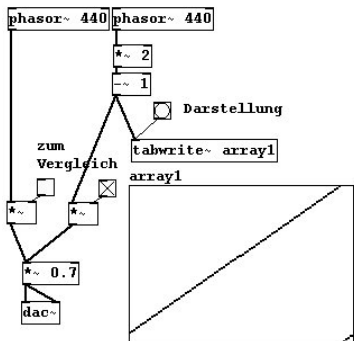 phasor~ 440
phasor~ 440
*~ 2
-~ 1
Darstellung
tabwrite~ array1
zum
Vergleich
array1
*~
*~
*~ 0.7
dac~